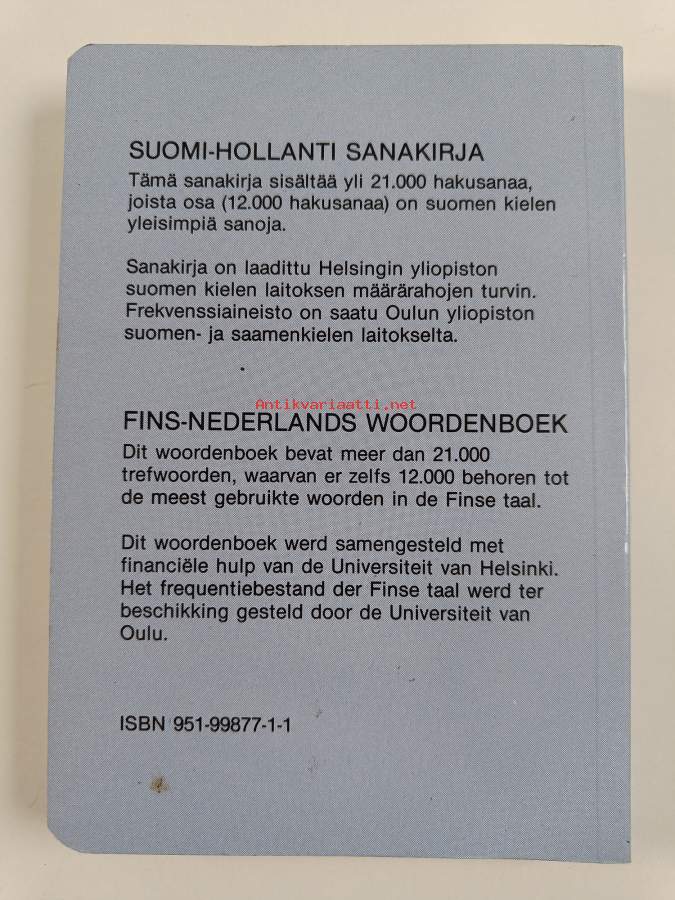 SUOMI-HOLLANTI SANAKIRJA
Tämä sanakirja sisältää yli 21.000 hakusanaa,
joista osa (12.000 hakusanaa) on suomen kielen
yleisimpiä sanoja.
Sanakirja on laadittu Helsingin yliopiston
suomen kielen laitoksen määrärahojen turvin.
Frekvenssiaineisto on saatu Oulun yliopiston
suomen- ja saamenkielen laitokselta.
Antikvariaatti.net
FINS-NEDERLANDS WOORDENBOEK
Dit woordenboek bevat meer dan 21.000
trefwoorden, waarvan er zelfs 12.000 behoren tot
de meest gebruikte woorden in de Finse taal.
Dit woordenboek werd samengesteld met
financiële hulp van de Universiteit van Helsinki.
Het frequentiebestand der Finse taal werd ter
beschikking gesteld door de Universiteit van
Oulu.
ISBN 951-99877-1-1